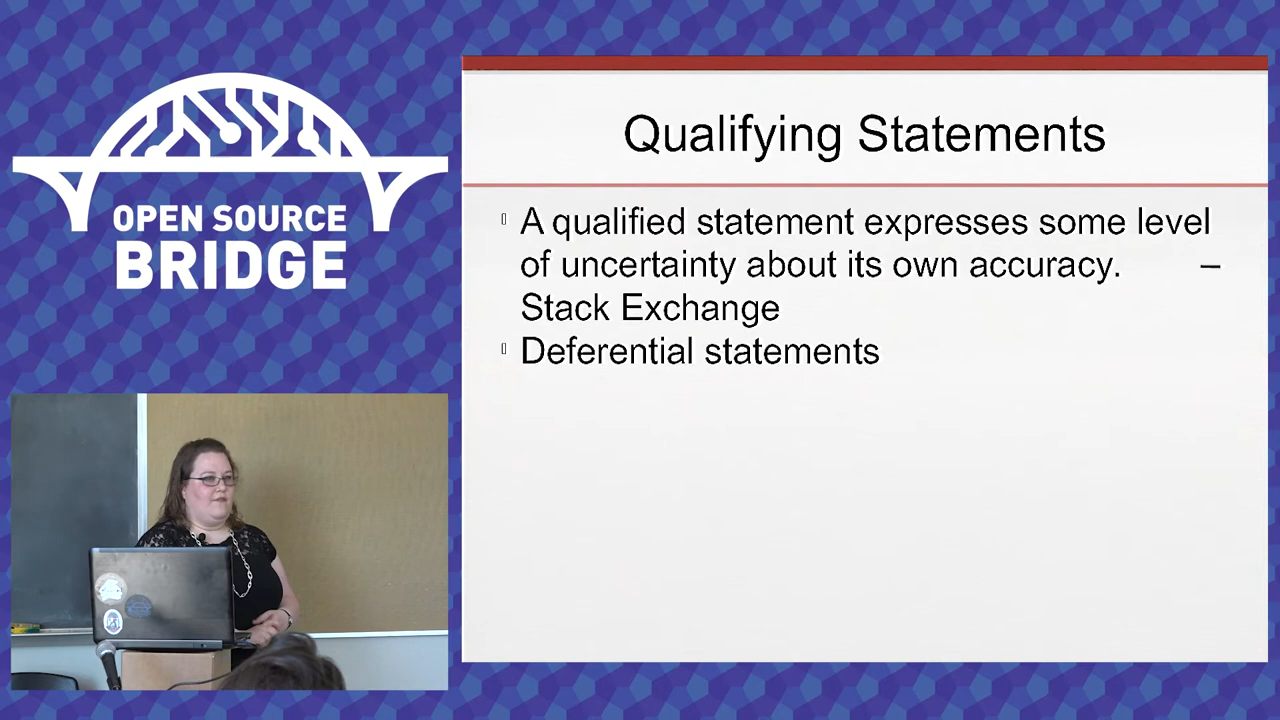 OPEN SOURCE
BRIDGE
Qualifying Statements
A qualified statement expresses some level
of uncertainty about its own accuracy. –
Stack Exchange
Deferential statements